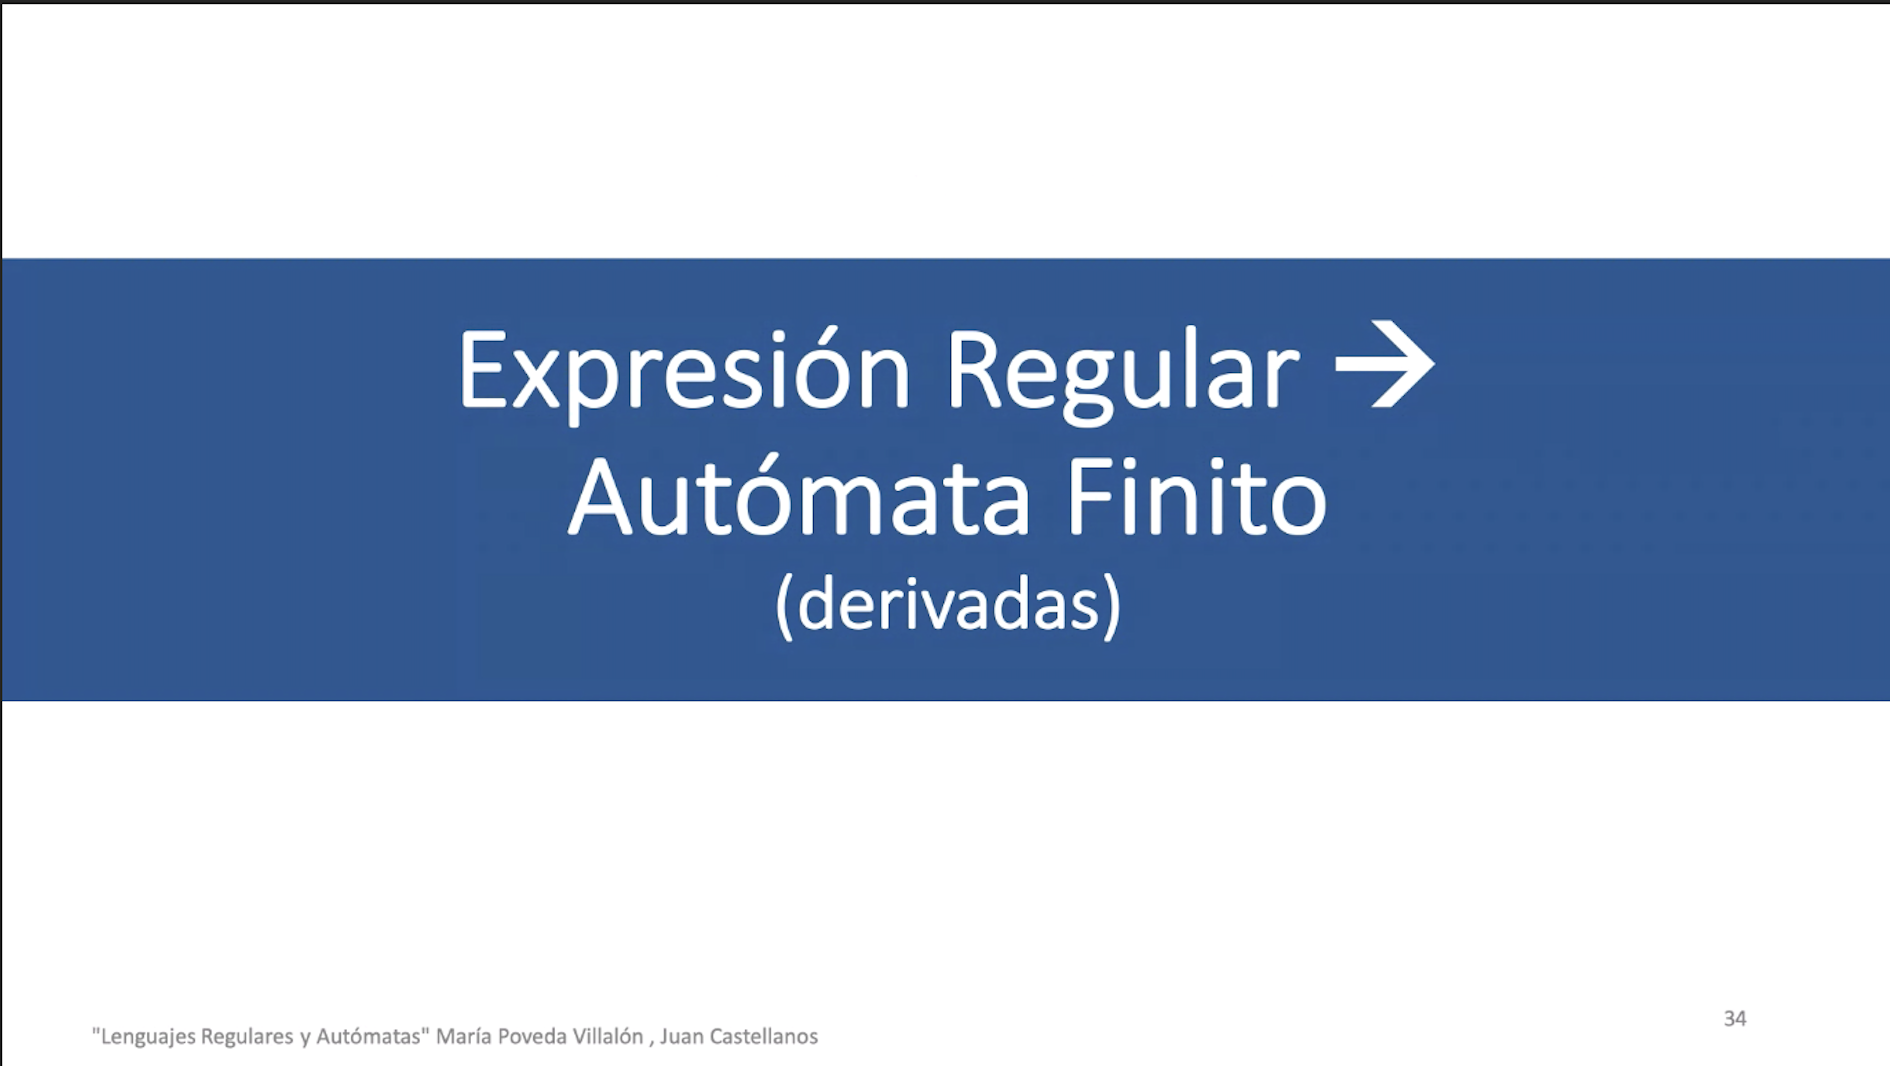 Expresión Regular →
Autómata Finito
(derivadas)
"Lenguajes Regulares y Autómatas" María Poveda Villalón , Juan Castellanos
34